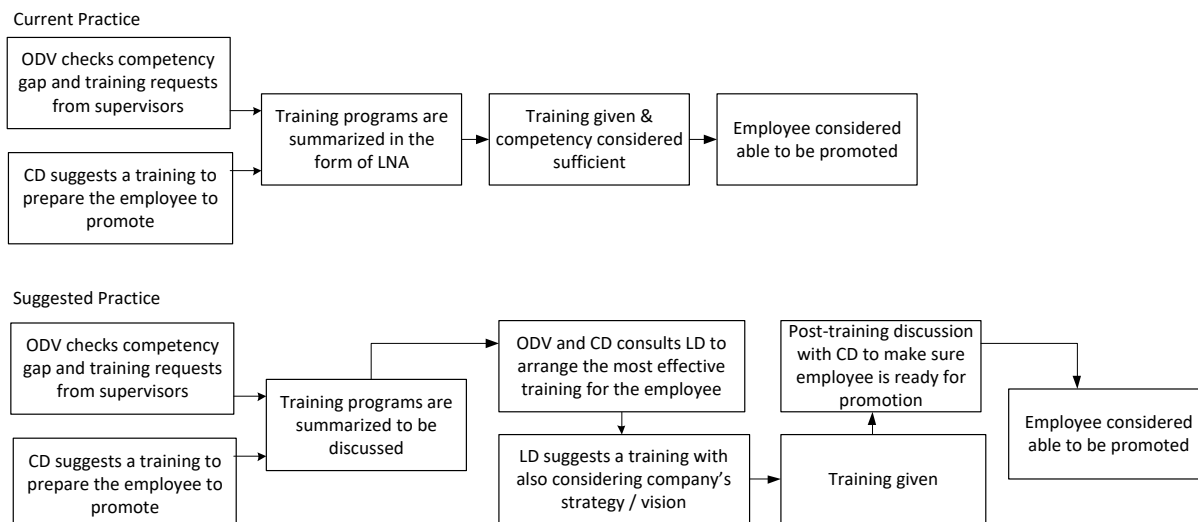 Current Practice
ODV checks competency
gap and training requests
from supervisors
CD suggests a training to
prepare the employee to
promote
Training programs are
summarized in the
form of LNA
Training given &
competency considered
sufficient
Employee considered
able to be promoted
Suggested Practice
ODV checks competency
gap and training requests
from supervisors
CD suggests a training to
prepare the employee to
promote
Training programs are
summarized to be
discussed
ODV and CD consults LD to
arrange the most effective
training for the employee
LD suggests a training with
also considering company’s
strategy / vision
Training given
Post-training discussion
with CD to make sure
employee is ready for
promotion
Employee considered
able to be promoted